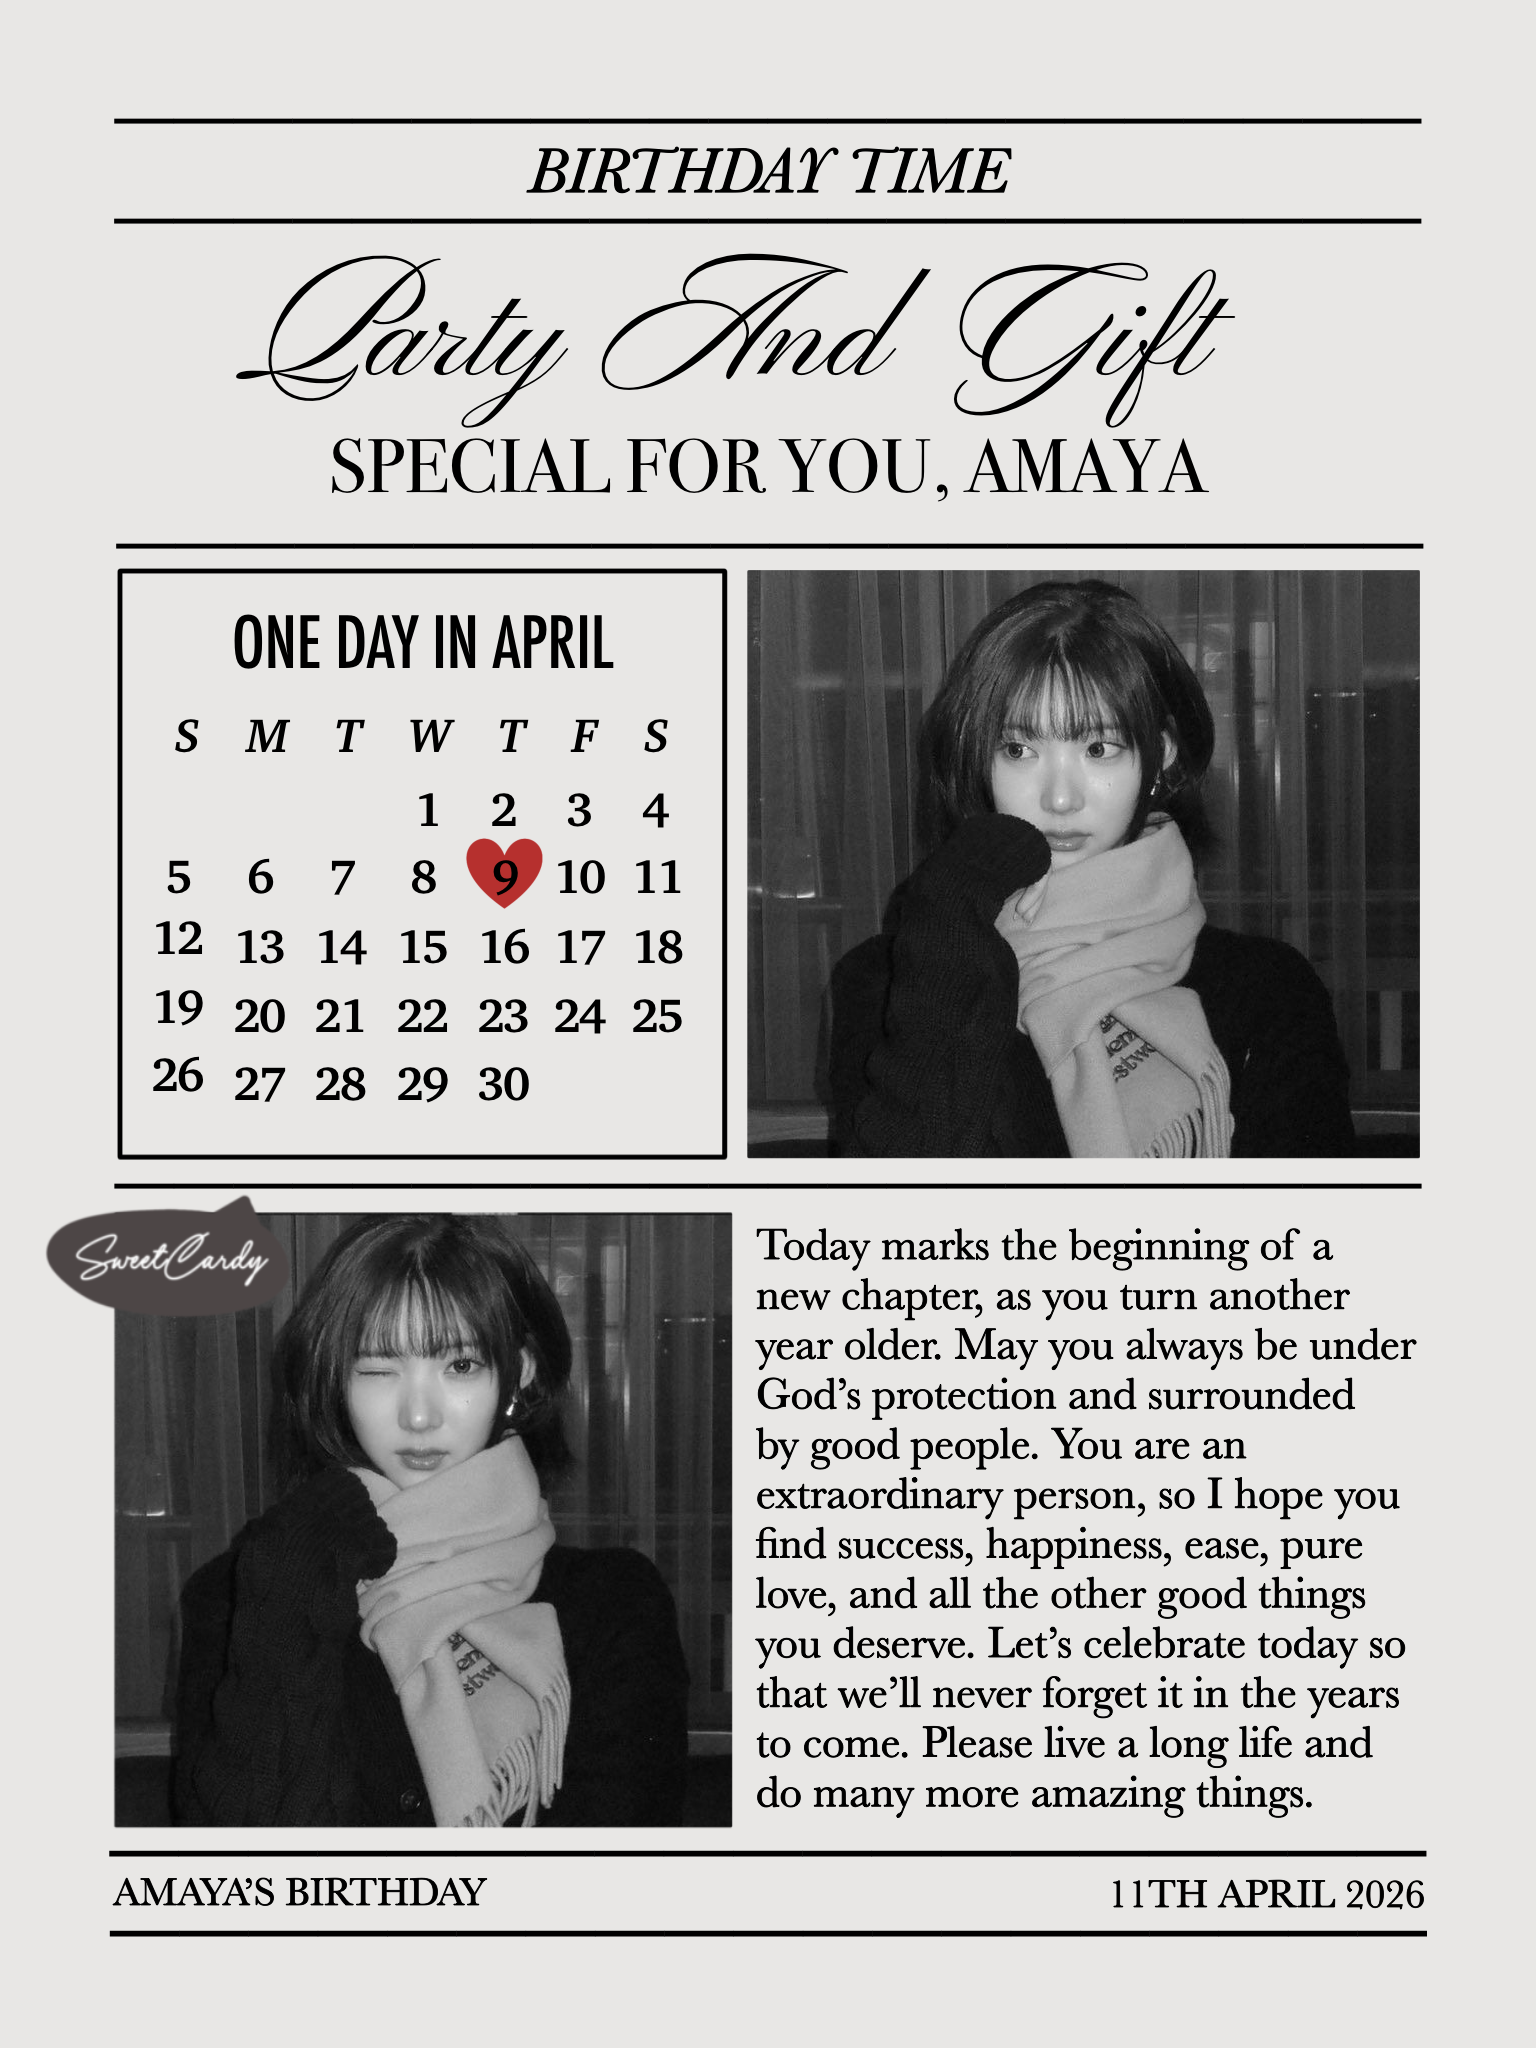 BIRTHDAY TIME
Party And Gift
SPECIAL FOR YOU, AMAYA
ONE DAY IN APRIL
S M T W T F S
1 2 3 4
5 6 7 8 9 10 11
12 13 14 15 16 17 18
19 20 21 22 23 24 25
26 27 28 29 30
SweetCardy
Today marks the beginning of a
new chapter, as you turn another
year older. May you always be under
God’s protection and surrounded
by good people. You are an
extraordinary person, so I hope you
find success, happiness, ease, pure
love, and all the other good things
you deserve. Let’s celebrate today so
that we’ll never forget it in the years
to come. Please live a long life and
do many more amazing things.
AMAYA’S BIRTHDAY
11TH APRIL 2026